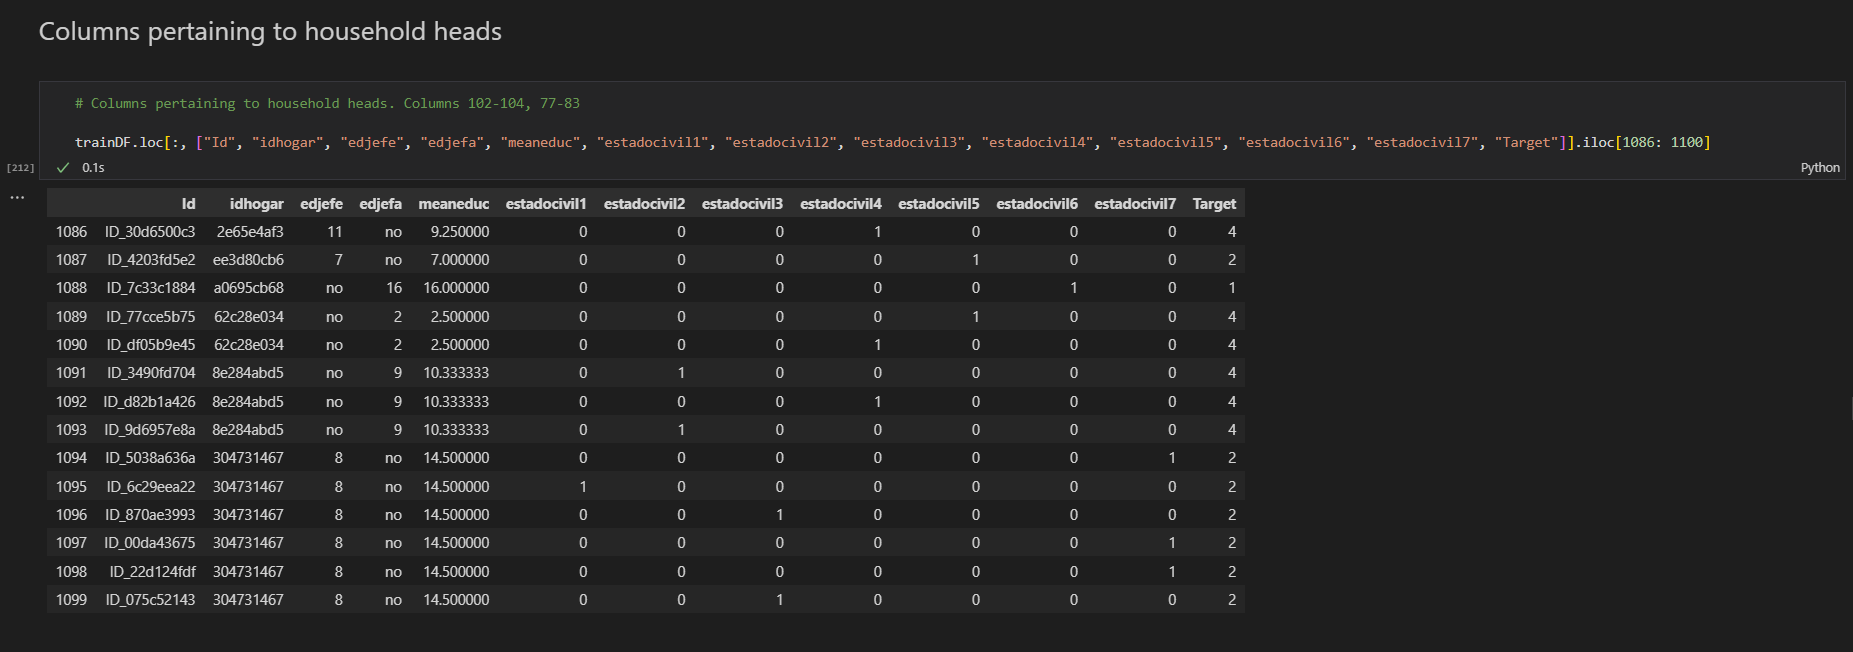 Columns pertaining to household heads
# Columns pertaining to household heads. Columns 102-104, 77-83
trainDF.loc[:, ["Id", "idhogar", "edjefe", "edjefa", "meaneduc", "estadocivil1", "estadocivil2", "estadocivil3", "estadocivil4", "estadocivil5", "estadocivil6", "estadocivil7", "Target"]].iloc[1086: 1100]
[212] ✓ 0.1s Python
... Id idhogar edjefe edjefa meaneduc estadocivil1 estadocivil2 estadocivil3 estadocivil4 estadocivil5 estadocivil6 estadocivil7 Target
1086 ID_30d6500c3 2e65e4af3 11 no 9.250000 0 0 0 1 0 0 0 4
1087 ID_4203fd5e2 ee3d80cb6 7 no 7.000000 0 0 0 0 1 0 0 2
1088 ID_7c33c1884 a0695cb68 no 16 16.000000 0 0 0 0 0 1 0 1
1089 ID_77cce5b75 62c28e034 no 2 2.500000 0 0 0 0 1 0 0 4
1090 ID_df05b9e45 62c28e034 no 2 2.500000 0 0 0 1 0 0 0 4
1091 ID_3490fd704 8e284abd5 no 9 10.333333 0 1 0 0 0 0 0 4
1092 ID_d82b1a426 8e284abd5 no 9 10.333333 0 0 0 1 0 0 0 4
1093 ID_9d6957e8a 8e284abd5 no 9 10.333333 0 1 0 0 0 0 0 4
1094 ID_5038a636a 304731467 8 no 14.500000 0 0 0 0 0 0 1 2
1095 ID_6c29eea22 304731467 8 no 14.500000 1 0 0 0 0 0 0 2
1096 ID_870ae3993 304731467 8 no 14.500000 0 0 1 0 0 0 0 2
1097 ID_00da43675 304731467 8 no 14.500000 0 0 0 0 0 0 1 2
1098 ID_22d124fdf 304731467 8 no 14.500000 0 0 0 0 0 0 1 2
1099 ID_075c52143 304731467 8 no 14.500000 0 0 1 0 0 0 0 2